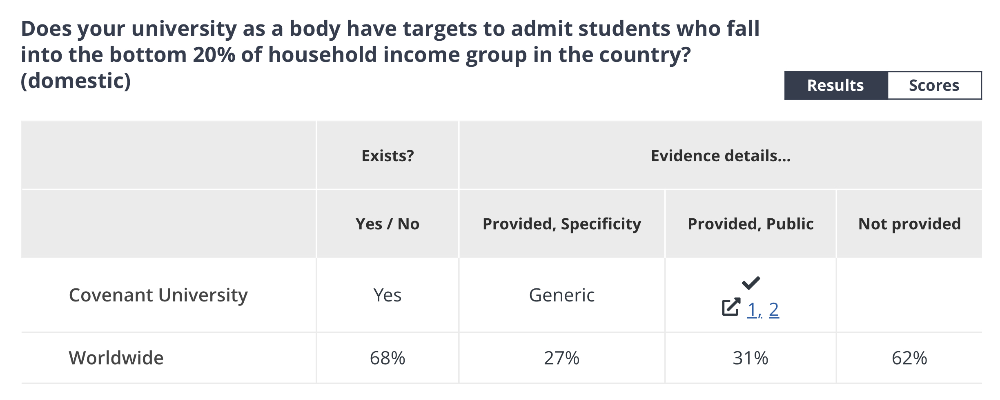 Does your university as a body have targets to admit students who fall
into the bottom 20% of household income group in the country?
(domestic)
Results Scores
Exists? Evidence details...
Yes / No Provided, Specificity Provided, Public Not provided
Covenant University Yes Generic 1, 2
Worldwide 68% 27% 31% 62%